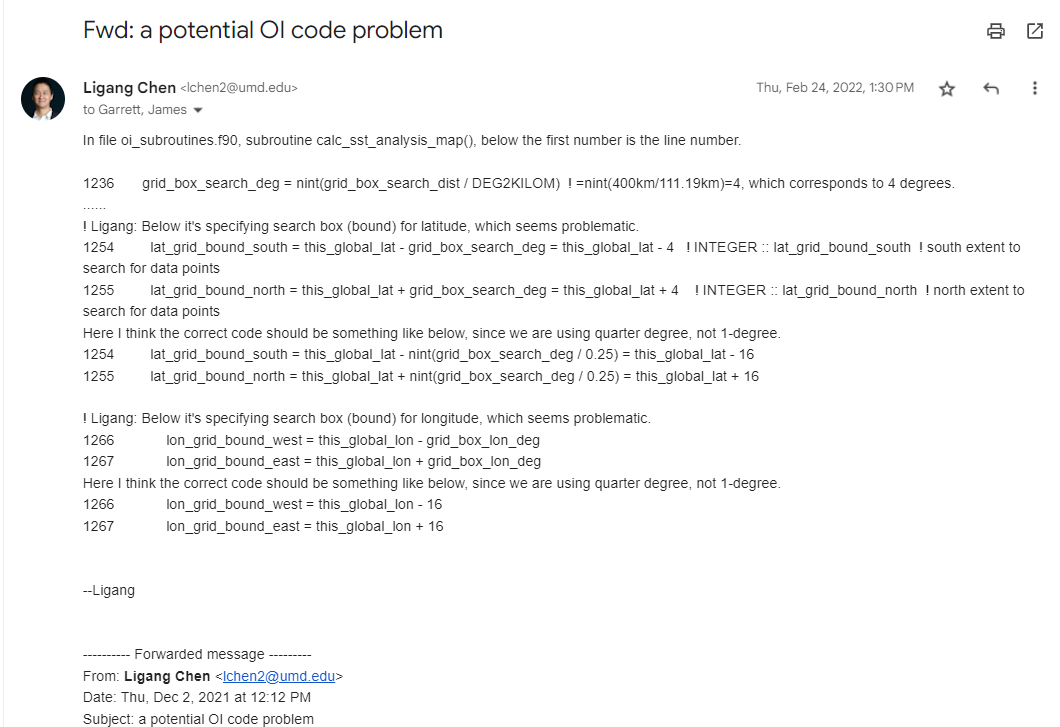 Fwd: a potential OI code problem
Ligang Chen <lchen2@umd.edu>
Thu, Feb 24, 2022, 1:30 PM
to Garrett, James
In file oi_subroutines.f90, subroutine calc_sst_analysis_map(), below the first number is the line number.
1236 grid_box_search_deg = nint(grid_box_search_dist / DEG2KILOM) ! =nint(400km/111.19km)=4, which corresponds to 4 degrees.
......
! Ligang: Below it's specifying search box (bound) for latitude, which seems problematic.
1254 lat_grid_bound_south = this_global_lat - grid_box_search_deg = this_global_lat - 4 ! INTEGER :: lat_grid_bound_south ! south extent to
search for data points
1255 lat_grid_bound_north = this_global_lat + grid_box_search_deg = this_global_lat + 4 ! INTEGER :: lat_grid_bound_north ! north extent to
search for data points
Here I think the correct code should be something like below, since we are using quarter degree, not 1-degree.
1254 lat_grid_bound_south = this_global_lat - nint(grid_box_search_deg / 0.25) = this_global_lat - 16
1255 lat_grid_bound_north = this_global_lat + nint(grid_box_search_deg / 0.25) = this_global_lat + 16
! Ligang: Below it's specifying search box (bound) for longitude, which seems problematic.
1266 lon_grid_bound_west = this_global_lon - grid_box_lon_deg
1267 lon_grid_bound_east = this_global_lon + grid_box_lon_deg
Here I think the correct code should be something like below, since we are using quarter degree, not 1-degree.
1266 lon_grid_bound_west = this_global_lon - 16
1267 lon_grid_bound_east = this_global_lon + 16
--Ligang
---------- Forwarded message ---------
From: Ligang Chen <lchen2@umd.edu>
Date: Thu, Dec 2, 2021 at 12:12 PM
Subject: a potential OI code problem